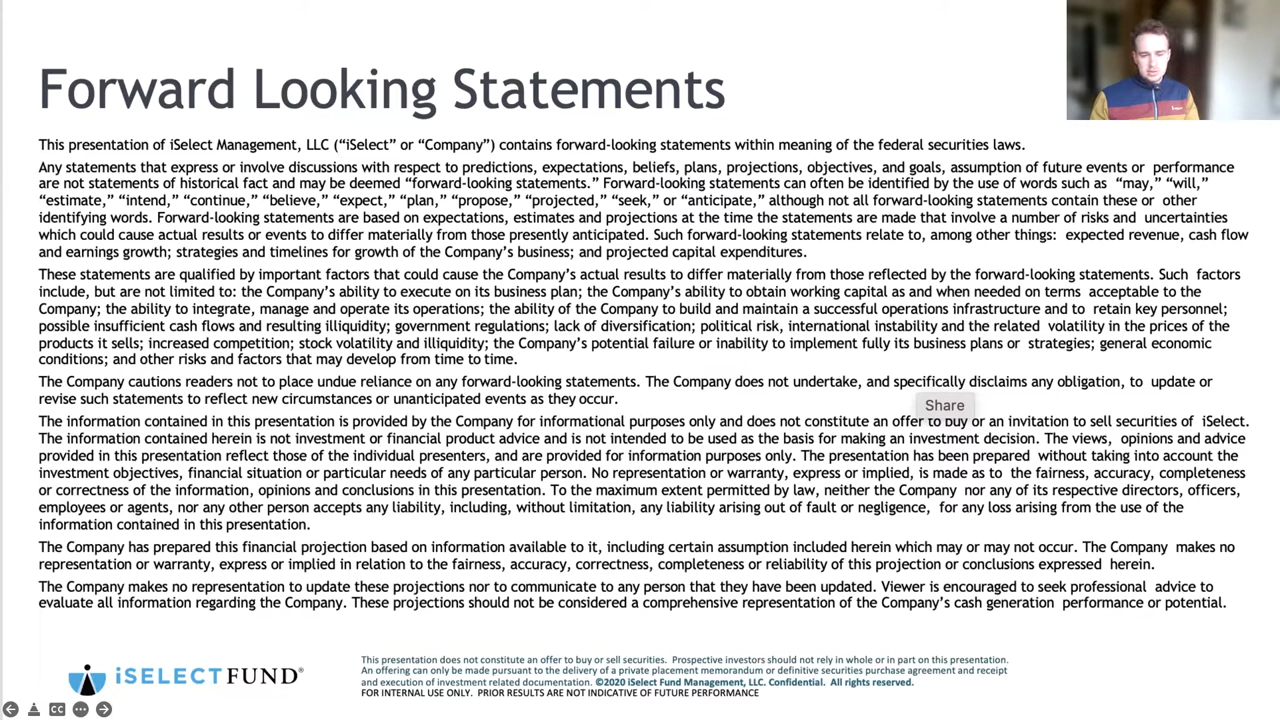 Forward Looking Statements
This presentation of iSelect Management, LLC (“iSelect” or “Company”) contains forward-looking statements within meaning of the federal securities laws.
Any statements that express or involve discussions with respect to predictions, expectations, beliefs, plans, projections, objectives, and goals, assumption of future events or performance
are not statements of historical fact and may be deemed “forward-looking statements.” Forward-looking statements can often be identified by the use of words such as “may,” “will,”
“estimate,” “intend,” “continue,” “believe,” “expect,” “plan,” “propose,” “projected,” “seek,” or “anticipate,” although not all forward-looking statements contain these or other
identifying words. Forward-looking statements are based on expectations, estimates and projections at the time the statements are made that involve a number of risks and uncertainties
which could cause actual results or events to differ materially from those presently anticipated. Such forward-looking statements relate to, among other things: expected revenue, cash flow
and earnings growth; strategies and timelines for growth of the Company’s business; and projected capital expenditures.
These statements are qualified by important factors that could cause the Company’s actual results to differ materially from those reflected by the forward-looking statements. Such factors
include, but are not limited to: the Company’s ability to execute on its business plan; the Company’s ability to obtain working capital as and when needed on terms acceptable to the
Company; the ability to integrate, manage and operate its operations; the ability of the Company to build and maintain a successful operations infrastructure and to retain key personnel;
possible insufficient cash flows and resulting illiquidity; government regulations; lack of diversification; political risk, international instability and the related volatility in the prices of the
products it sells; increased competition; stock volatility and illiquidity; the Company’s potential failure or inability to implement fully its business plans or strategies; general economic
conditions; and other risks and factors that may develop from time to time.
The Company cautions readers not to place undue reliance on any forward-looking statements. The Company does not undertake, and specifically disclaims any obligation, to update or
revise such statements to reflect new circumstances or unanticipated events as they occur.
Share
The information contained in this presentation is provided by the Company for informational purposes only and does not constitute an offer to buy or an invitation to sell securities of iSelect.
The information contained herein is not investment or financial product advice and is not intended to be used as the basis for making an investment decision. The views, opinions and advice
provided in this presentation reflect those of the individual presenters, and are provided for information purposes only. The presentation has been prepared without taking into account the
investment objectives, financial situation or particular needs of any particular person. No representation or warranty, express or implied, is made as to the fairness, accuracy, completeness
or correctness of the information, opinions and conclusions in this presentation. To the maximum extent permitted by law, neither the Company nor any of its respective directors, officers,
employees or agents, nor any other person accepts any liability, including, without limitation, any liability arising out of fault or negligence, for any loss arising from the use of the
information contained in this presentation.
The Company has prepared this financial projection based on information available to it, including certain assumption included herein which may or may not occur. The Company makes no
representation or warranty, express or implied in relation to the fairness, accuracy, correctness, completeness or reliability of this projection or conclusions expressed herein.
The Company makes no representation to update these projections nor to communicate to any person that they have been updated. Viewer is encouraged to seek professional advice to
evaluate all information regarding the Company. These projections should not be considered a comprehensive representation of the Company’s cash generation performance or potential.
iSELECTFUND®
This presentation does not constitute an offer to buy or sell securities. Prospective investors should not rely in whole or in part on this presentation.
An offering can only be made pursuant to the delivery of a private placement memorandum or definitive securities purchase agreement and receipt
and execution of investment related documentation. ©2020 iSelect Fund Management, LLC. Confidential. All rights reserved.
FOR INTERNAL USE ONLY. PRIOR RESULTS ARE NOT INDICATIVE OF FUTURE PERFORMANCE
CC